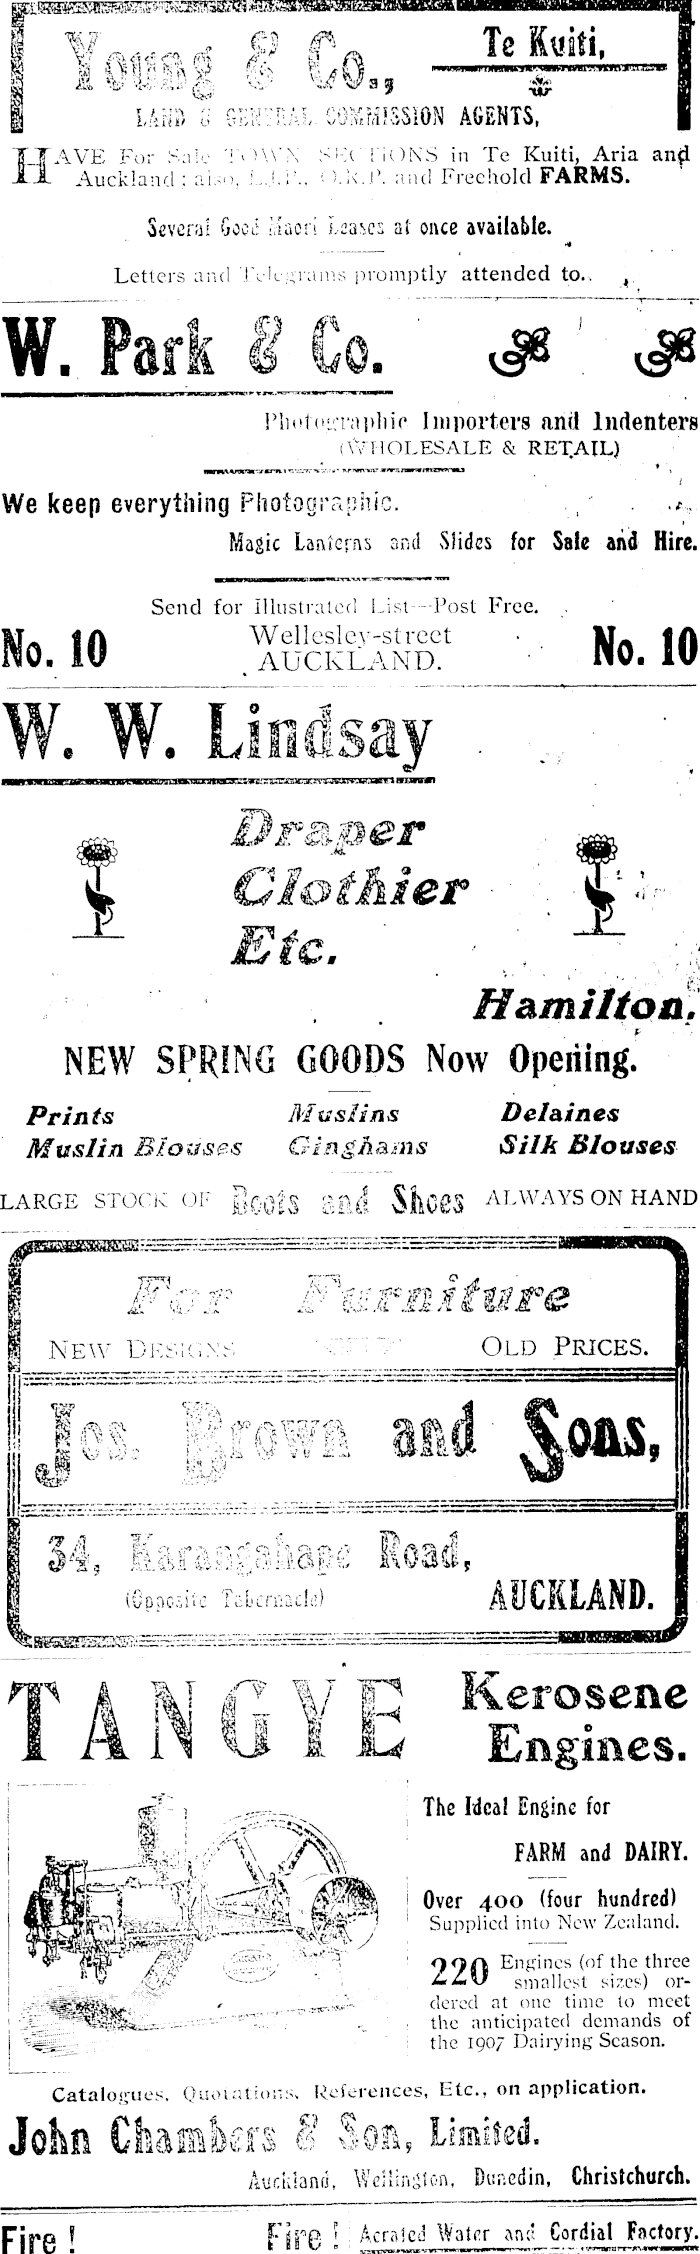 Young & Co.,
Te Kuiti,
LAND & GENERAL COMMISSION AGENTS,
HAVE For Sale TOWN SECTIONS in Te Kuiti, Aria and
Auckland; also, L.I.P., O.R.P. and Freehold FARMS.
Several Good Maori Leases at once available.
Letters and Telegrams promptly attended to.
W. Park & Co.
Photographic Importers and Indenters
(WHOLESALE & RETAIL)
We keep everything Photographic.
Magic Lanterns and Slides for Sale and Hire.
Send for Illustrated List—Post Free.
No. 10 Wellesley-street No. 10
AUCKLAND.
W. W. Lindsay
Draper
Clothier
Etc.
Hamilton.
NEW SPRING GOODS Now Opening.
Prints Muslins Delaines
Muslin Blouses Ginghams Silk Blouses
LARGE STOCK OF Boots and Shoes ALWAYS ON HAND
For Furniture
NEW DESIGNS OLD PRICES.
Jos. Brown and Sons,
34, Karangahape Road,
(Opposite Tabernacle) AUCKLAND.
TANGYE Kerosene
Engines.
The Ideal Engine for
FARM and DAIRY.
Over 400 (four hundred)
Supplied into New Zealand.
220 Engines (of the three
smallest sizes) or-
dered at one time to meet
the anticipated demands of
the 1907 Dairying Season.
Catalogues, Quotations, References, Etc., on application.
John Chambers & Son, Limited.
Auckland, Wellington, Dunedin, Christchurch.
Fire ! Fire ! Aerated Water and Cordial Factory.